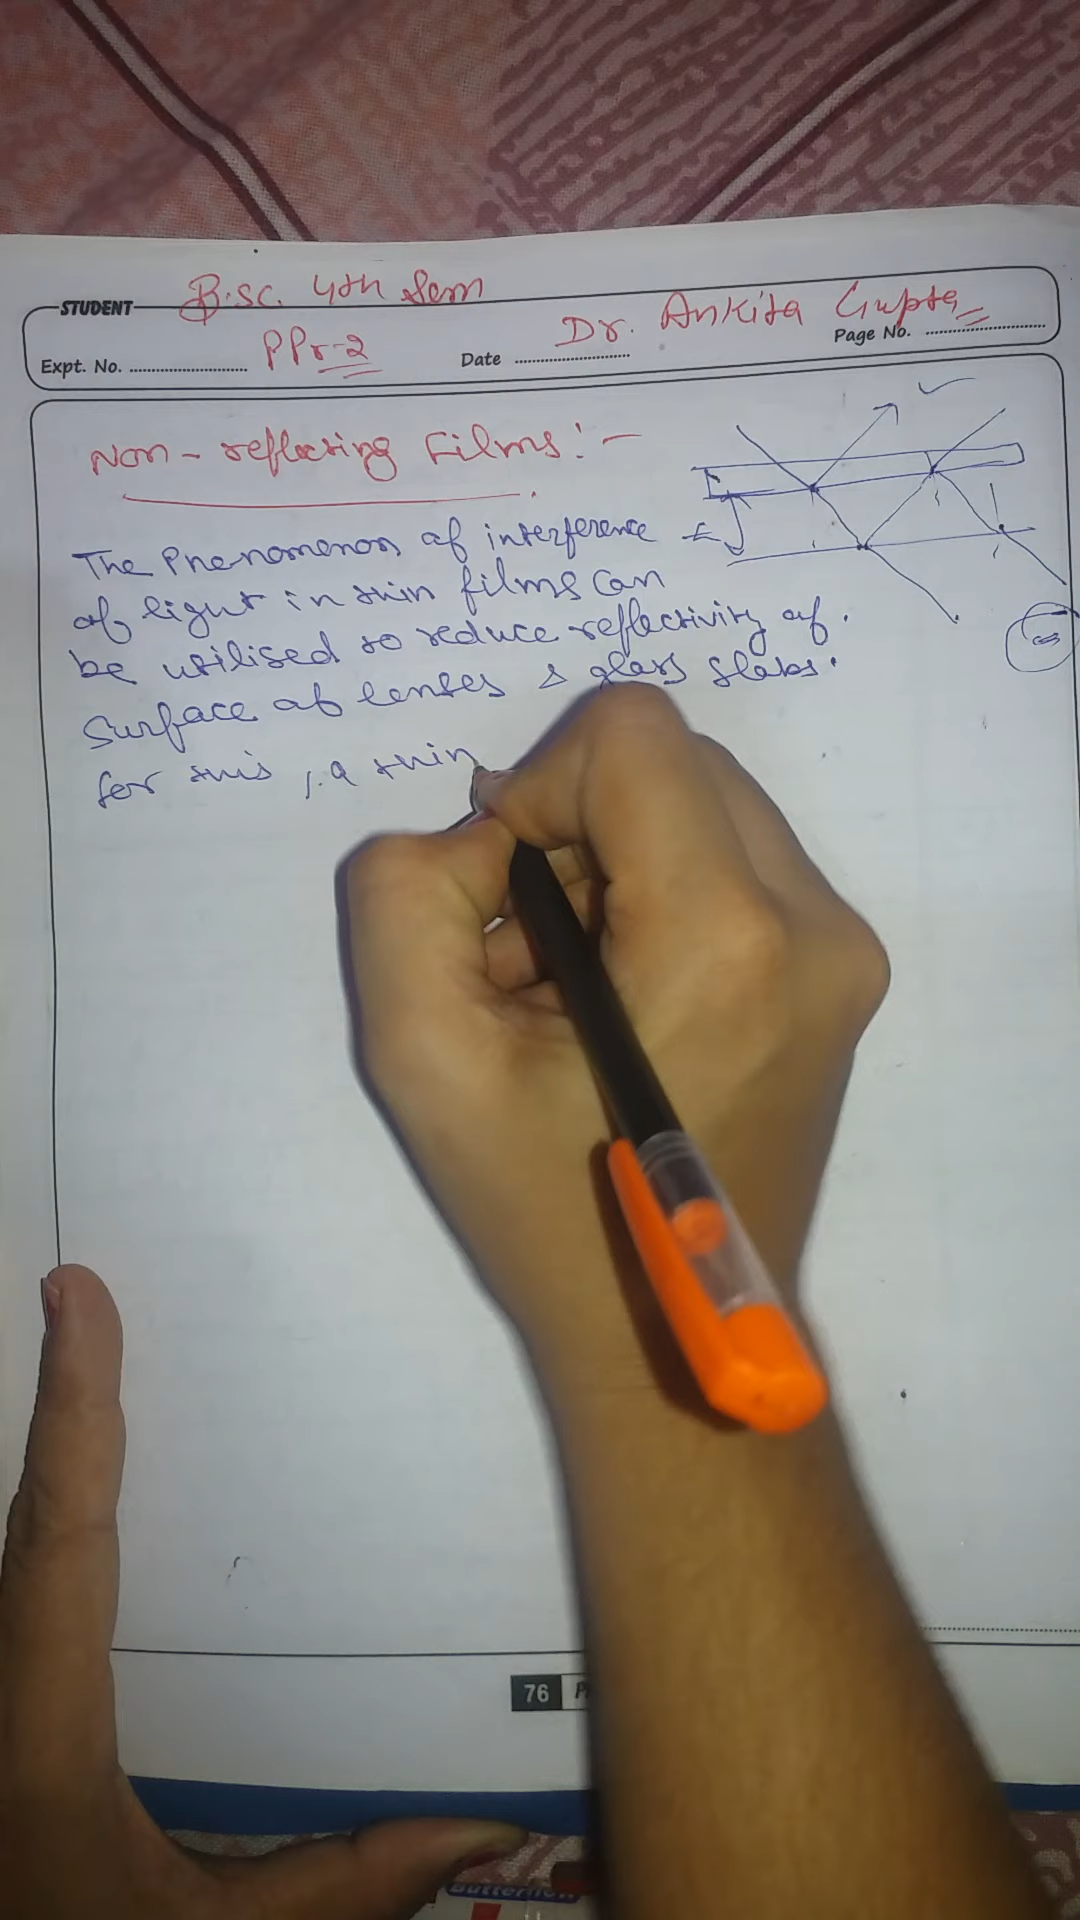 STUDENT B.Sc. 4th Sem
Expt. No. PPr-2 Date Dr. Ankita Gupta Page No.
Non-reflecting Films:-
The Phenomenon of interference
of light in thin films can
be utilised to reduce reflectivity of
surface of lenses & glass slabs.
for this, a thin
t
∞
76
Butterflow